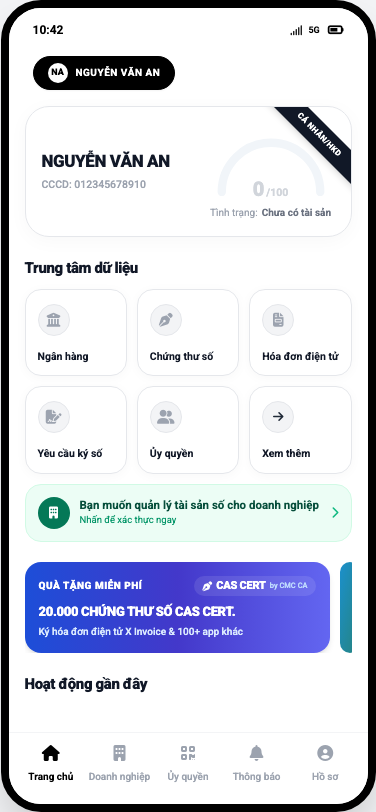 10:42
5G
NA NGUYỄN VĂN AN
CÁ NHÂN/HKD
NGUYỄN VĂN AN
CCCD: 012345678910
0/100
Tình trạng: Chưa có tài sản
Trung tâm dữ liệu
Ngân hàng
Chứng thư số
Hóa đơn điện tử
Yêu cầu ký số
Ủy quyền
Xem thêm
Bạn muốn quản lý tài sản số cho doanh nghiệp
Nhấn để xác thực ngay
QUÀ TẶNG MIỄN PHÍ
CAS CERT by CMC CA
20.000 CHỨNG THƯ SỐ CAS CERT.
Ký hóa đơn điện tử X Invoice & 100+ app khác
Hoạt động gần đây
Trang chủ
Doanh nghiệp
Ủy quyền
Thông báo
Hồ sơ